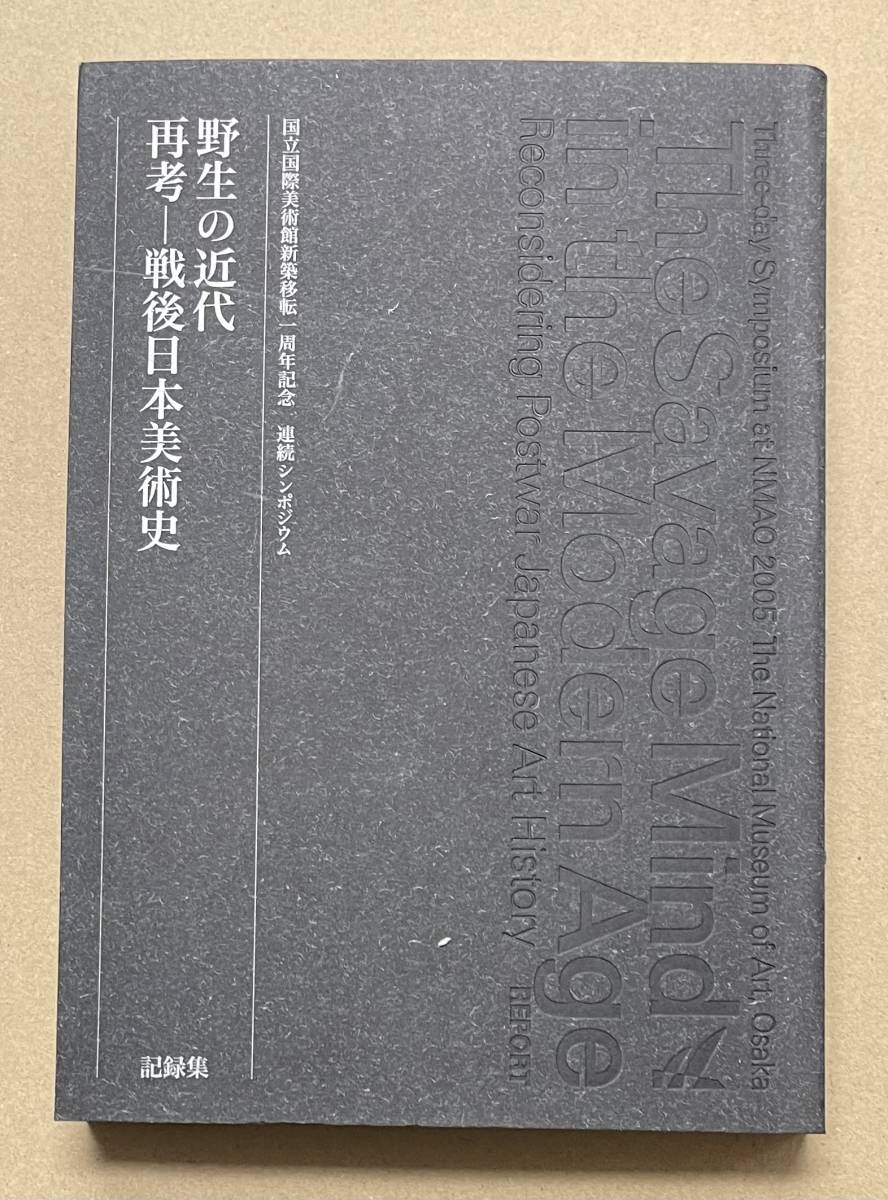 国立国際美術館新築移転一周年記念 連続シンポジウム
野生の近代
再考―戦後日本美術史
記録集
Three-day Symposium at NMAO 2005 The National Museum of Art, Osaka
The Savage Mind
in the Modern Age
Reconsidering Postwar Japanese Art History REPORT